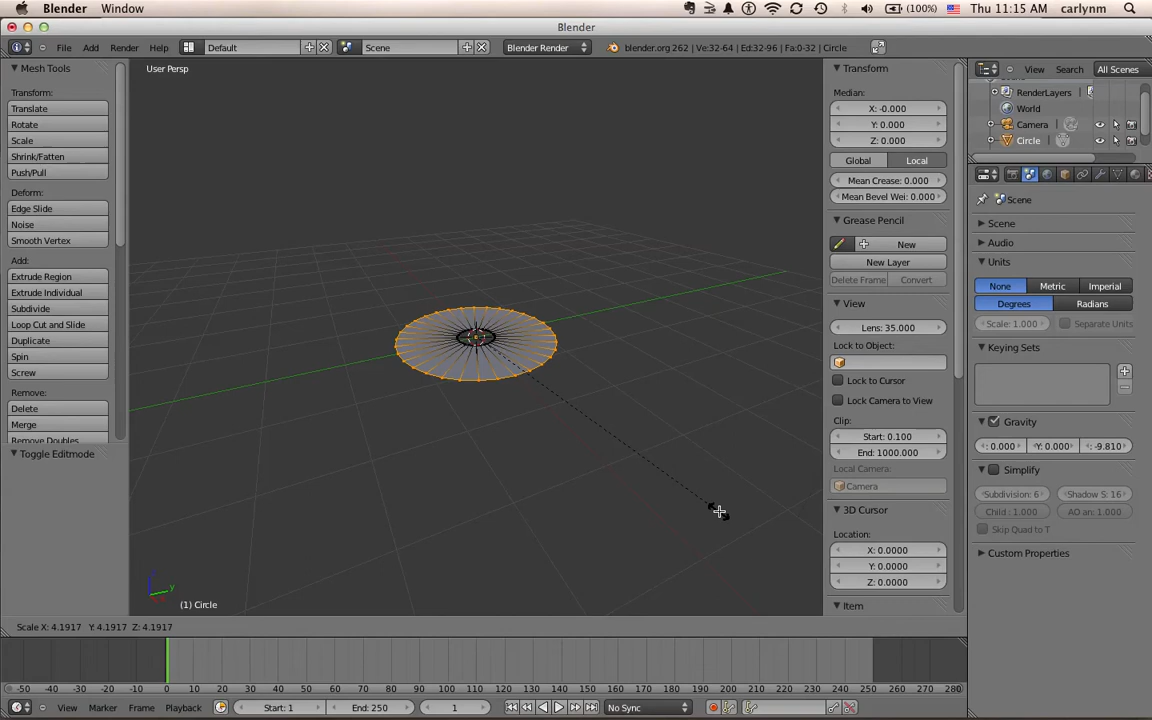 Blender Window (100%) Thu 11:15 AM carlynm
Blender
File Add Render Help Default Scene Blender Render blender.org 262 | Ve:32-64 | Ed:32-96 | Fa:0-32 | Circle
Mesh Tools
Transform:
Translate
Rotate
Scale
Shrink/Fatten
Push/Pull
Deform:
Edge Slide
Noise
Smooth Vertex
Add:
Extrude Region
Extrude Individual
Subdivide
Loop Cut and Slide
Duplicate
Spin
Screw
Remove:
Delete
Merge
Remove Doubles
Toggle Editmode
User Persp
(1) Circle
Scale X: 4.1917 Y: 4.1917 Z: 4.1917
Transform
Median:
X: -0.000
Y: 0.000
Z: 0.000
Global Local
Mean Crease: 0.000
Mean Bevel Wei: 0.000
Grease Pencil
New
New Layer
Delete Frame Convert
View
Lens: 35.000
Lock to Object:
Lock to Cursor
Lock Camera to View
Clip:
Start: 0.100
End: 1000.000
Local Camera:
Camera
3D Cursor
Location:
X: 0.0000
Y: 0.0000
Z: 0.0000
Item
View Search All Scenes
RenderLayers
World
Camera
Circle
Scene
Scene
Audio
Units
None Metric Imperial
Degrees Radians
Scale: 1.000 Separate Units
Keying Sets
Gravity
: 0.000 Y: 0.000 : -9.810
Simplify
Subdivision: 6 Shadow S: 16
Child : 1.000 AO an: 1.000
Skip Quad to T
Custom Properties
-50 -40 -30 -20 -10 0 10 20 30 40 50 60 70 80 90 100 110 120 130 140 150 160 170 180 190 200 210 220 230 240 250 260 270 280
View Marker Frame Playback Start: 1 End: 250 1 No Sync